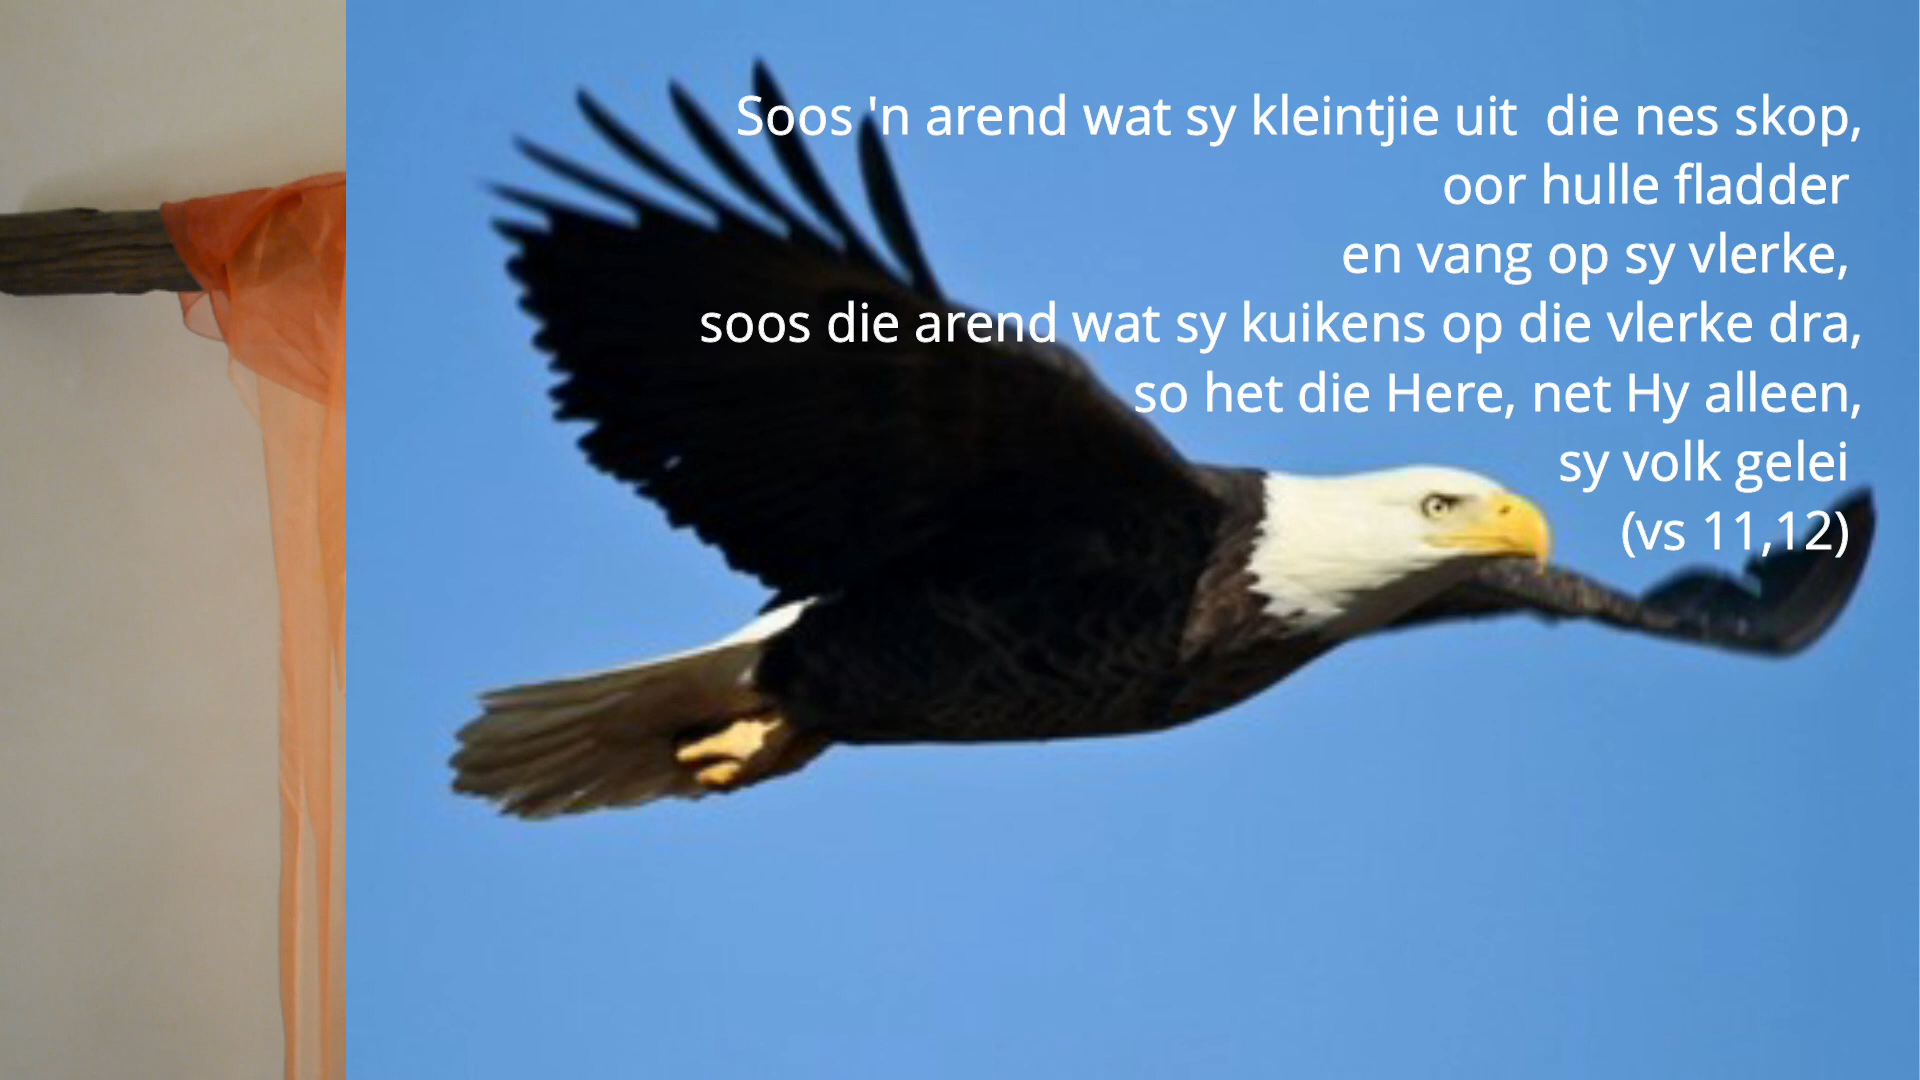 Soos 'n arend wat sy kleintjie uit  die nes skop,
oor hulle fladder
en vang op sy vlerke,
soos die arend wat sy kuikens op die vlerke dra,
so het die Here, net Hy alleen,
sy volk gelei
(vs 11,12)